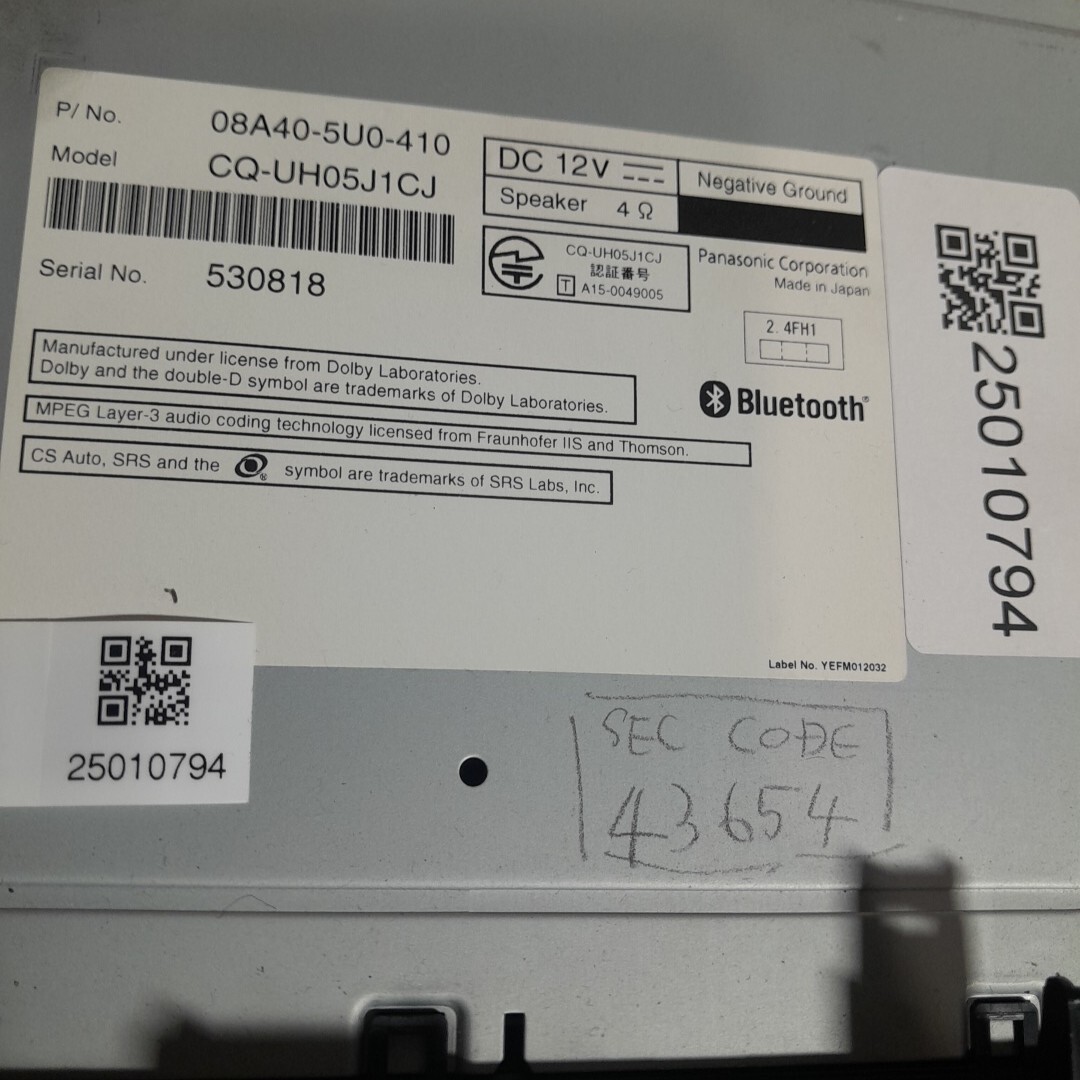 P/ No. 08A40-5U0-410
Model CQ-UH05J1CJ
Serial No. 530818
DC 12V
Negative Ground
Speaker 4 Ω
CQ-UH05J1CJ
認証番号
T A15-0049005
Panasonic Corporation
Made in Japan
2. 4FH1
Bluetooth®
Manufactured under license from Dolby Laboratories.
Dolby and the double-D symbol are trademarks of Dolby Laboratories.
MPEG Layer-3 audio coding technology licensed from Fraunhofer IIS and Thomson.
CS Auto, SRS and the ® symbol are trademarks of SRS Labs, Inc.
Label No. YEFM012032
25010794
25010794
SEC CODE
43654